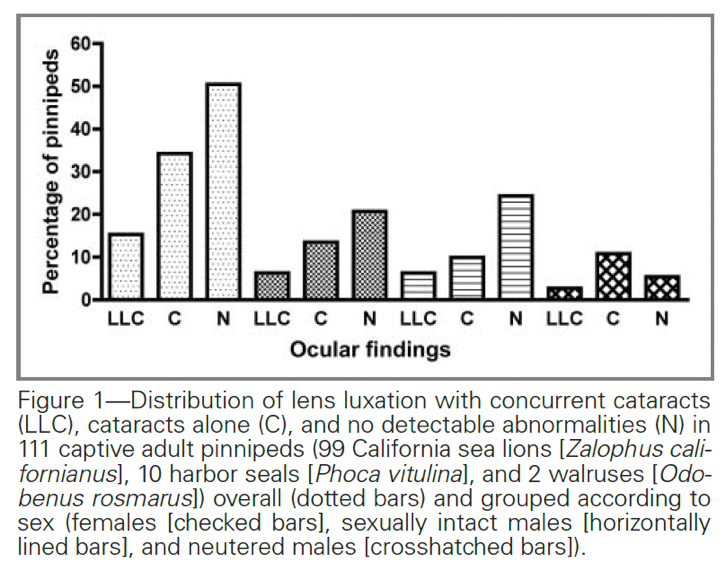 Percentage of pinnipeds
60
50
40
30
20
10
0
LLC C N LLC C N LLC C N LLC C N
Ocular findings
Figure 1—Distribution of lens luxation with concurrent cataracts
(LLC), cataracts alone (C), and no detectable abnormalities (N) in
111 captive adult pinnipeds (99 California sea lions [Zalophus cali-
fornianus], 10 harbor seals [Phoca vitulina], and 2 walruses [Odo-
benus rosmarus]) overall (dotted bars) and grouped according to
sex (females [checked bars], sexually intact males [horizontally
lined bars], and neutered males [crosshatched bars]).